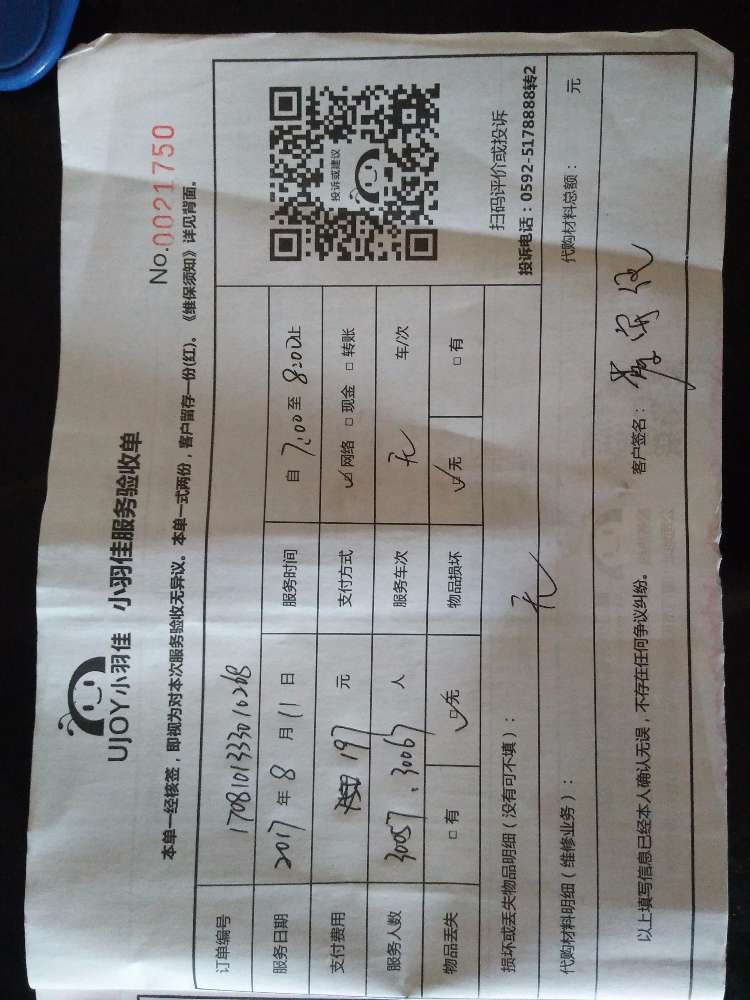 UJOY小羽佳 小羽佳服务验收单
No.0021750
本单一经核签，即视为对本次服务验收无异议。本单一式两份，客户留存一份(红)。《维保须知》详见背面。
订单编号 170810133301026B
投诉或建议
服务日期 2017 年 8 月 11 日 服务时间 自 7:00 至 8:00 止
支付费用 197 元 支付方式 ☑网络 □现金 □转账
服务人数 30057、30067 人 服务车次 无 车/次
物品丢失 □有 ☑无 物品损坏 ☑无 □有
扫码评价或投诉
投诉电话：0592-5178888转2
损坏或丢失物品明细（没有可不填）： 无
代购材料明细（维修业务）： 代购材料总额： 元
以上填写信息已经本人确认无误，不存在任何争议纠纷。 客户签名：